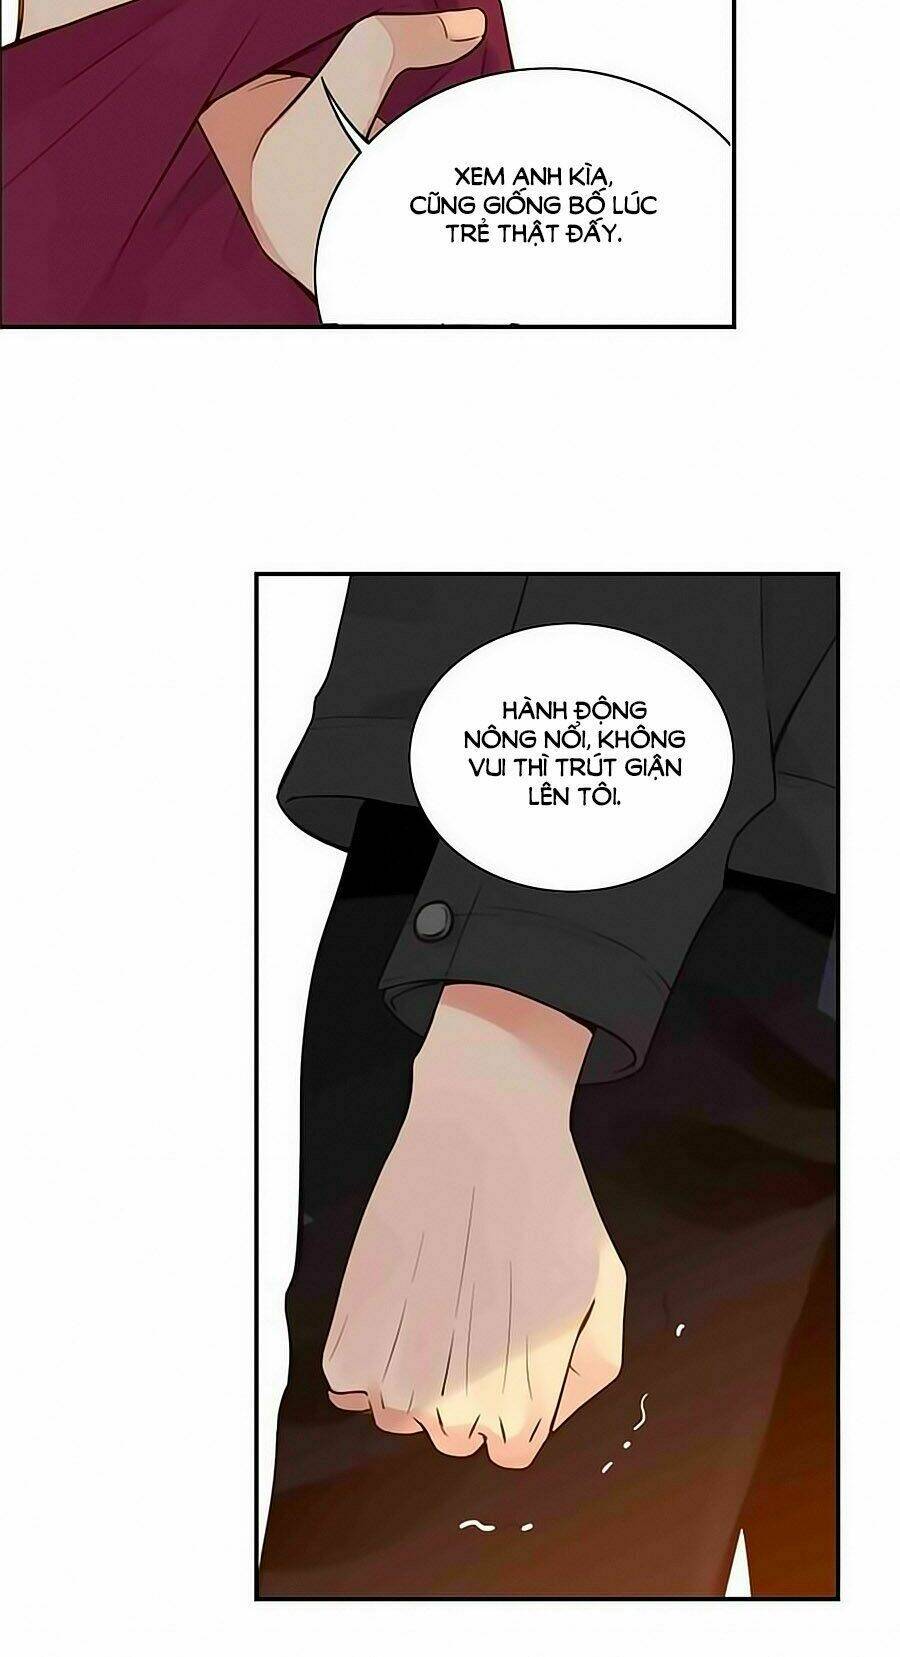 XEM ANH KÌA,
CŨNG GIỐNG BỐ LÚC
TRẺ THẬT ĐẤY.
HÀNH ĐỘNG
NÔNG NỔI, KHÔNG
VUI THÌ TRÚT GIẬN
LÊN TÔI.